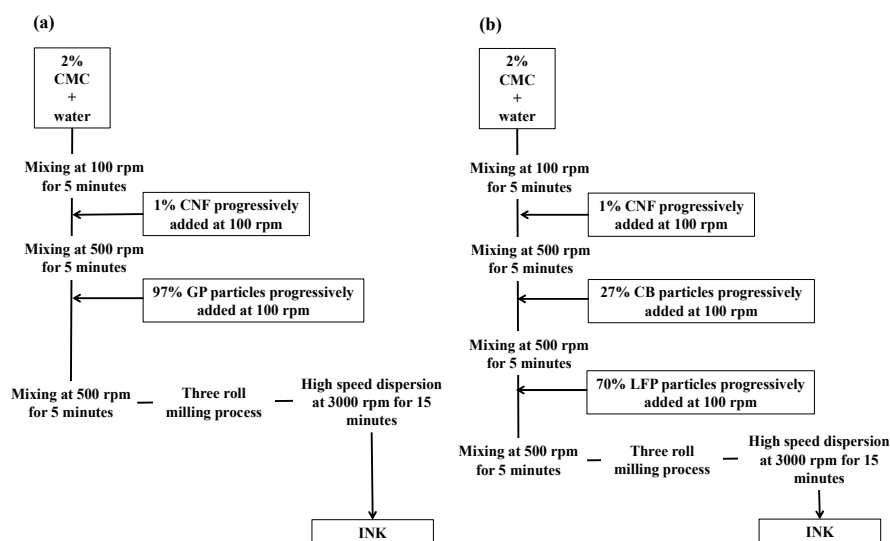 (a)
2%
CMC
+
water
Mixing at 100 rpm
for 5 minutes
1% CNF progressively
added at 100 rpm
Mixing at 500 rpm
for 5 minutes
97% GP particles progressively
added at 100 rpm
Mixing at 500 rpm
for 5 minutes
Three roll
milling process
High speed dispersion
at 3000 rpm for 15
minutes
INK
(b)
2%
CMC
+
water
Mixing at 100 rpm
for 5 minutes
1% CNF progressively
added at 100 rpm
Mixing at 500 rpm
for 5 minutes
27% CB particles progressively
added at 100 rpm
Mixing at 500 rpm
for 5 minutes
70% LFP particles progressively
added at 100 rpm
Mixing at 500 rpm
for 5 minutes
Three roll
milling process
High speed dispersion
at 3000 rpm for 15
minutes
INK